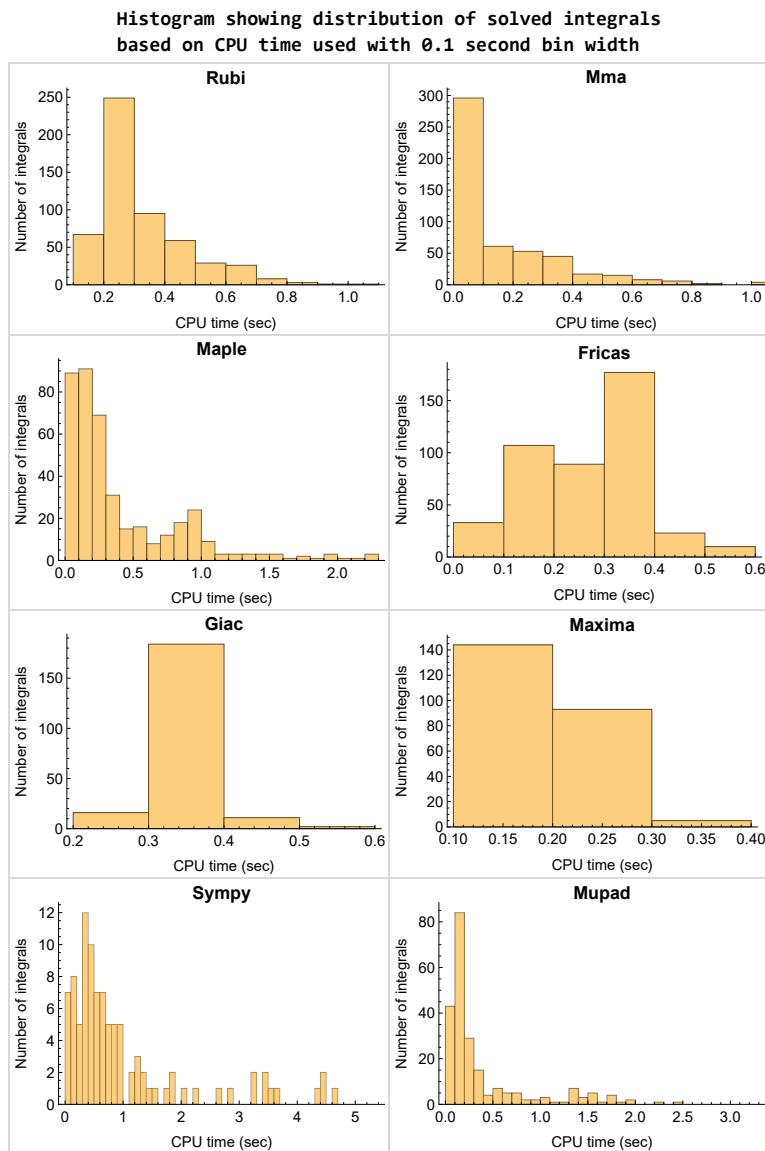 Histogram showing distribution of solved integrals
based on CPU time used with 0.1 second bin width
Rubi
Number of integrals
250
200
150
100
50
0
0.2 0.4 0.6 0.8 1.0
CPU time (sec)
Mma
Number of integrals
300
250
200
150
100
50
0
0.0 0.2 0.4 0.6 0.8 1.0
CPU time (sec)
Maple
Number of integrals
80
60
40
20
0
0.0 0.5 1.0 1.5 2.0
CPU time (sec)
Fricas
Number of integrals
150
100
50
0
0.0 0.1 0.2 0.3 0.4 0.5 0.6
CPU time (sec)
Giac
Number of integrals
150
100
50
0
0.2 0.3 0.4 0.5 0.6
CPU time (sec)
Maxima
Number of integrals
140
120
100
80
60
40
20
0
0.10 0.15 0.20 0.25 0.30 0.35 0.40
CPU time (sec)
Sympy
Number of integrals
12
10
8
6
4
2
0
0 1 2 3 4 5
CPU time (sec)
Mupad
Number of integrals
80
60
40
20
0
0.0 0.5 1.0 1.5 2.0 2.5 3.0
CPU time (sec)